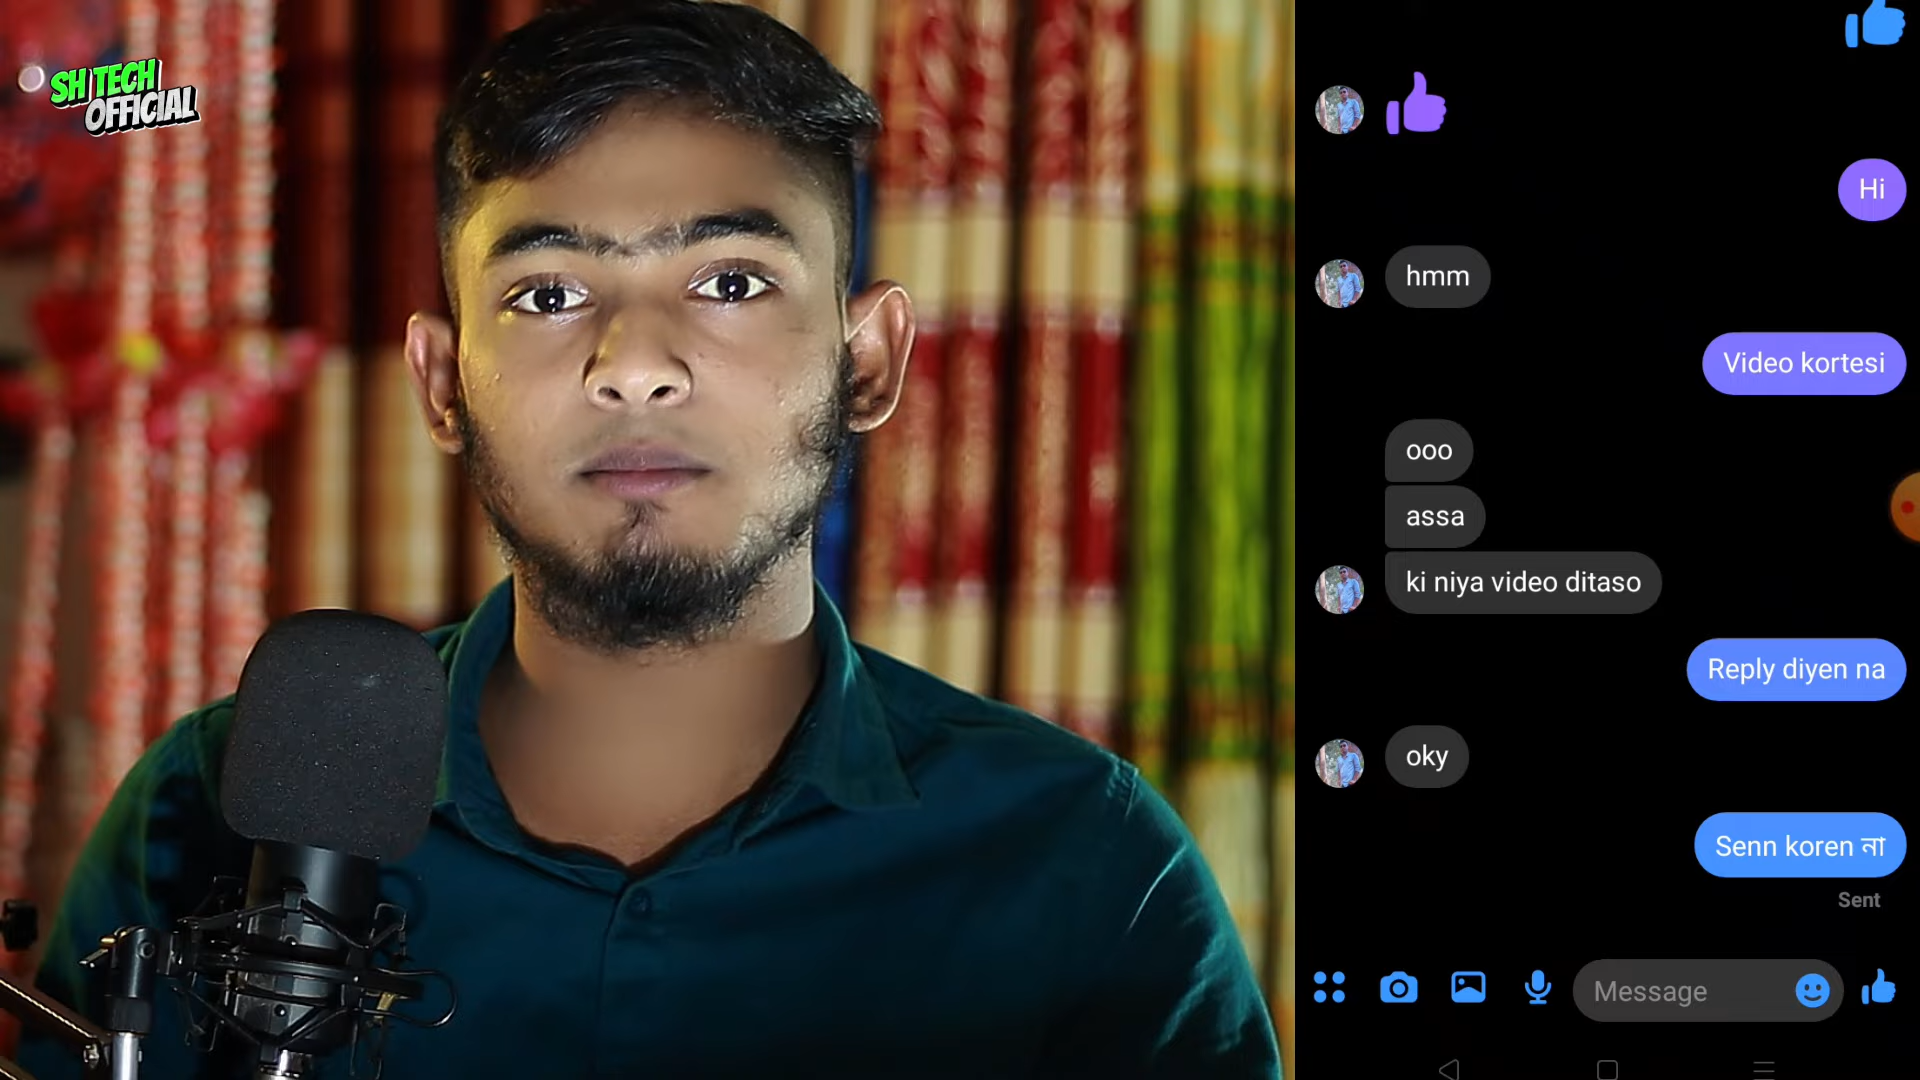 SH TECH
OFFICIAL
Hi
hmm
Video kortesi
ooo
assa
ki niya video ditaso
Reply diyen na
oky
Senn koren না
Sent
Message